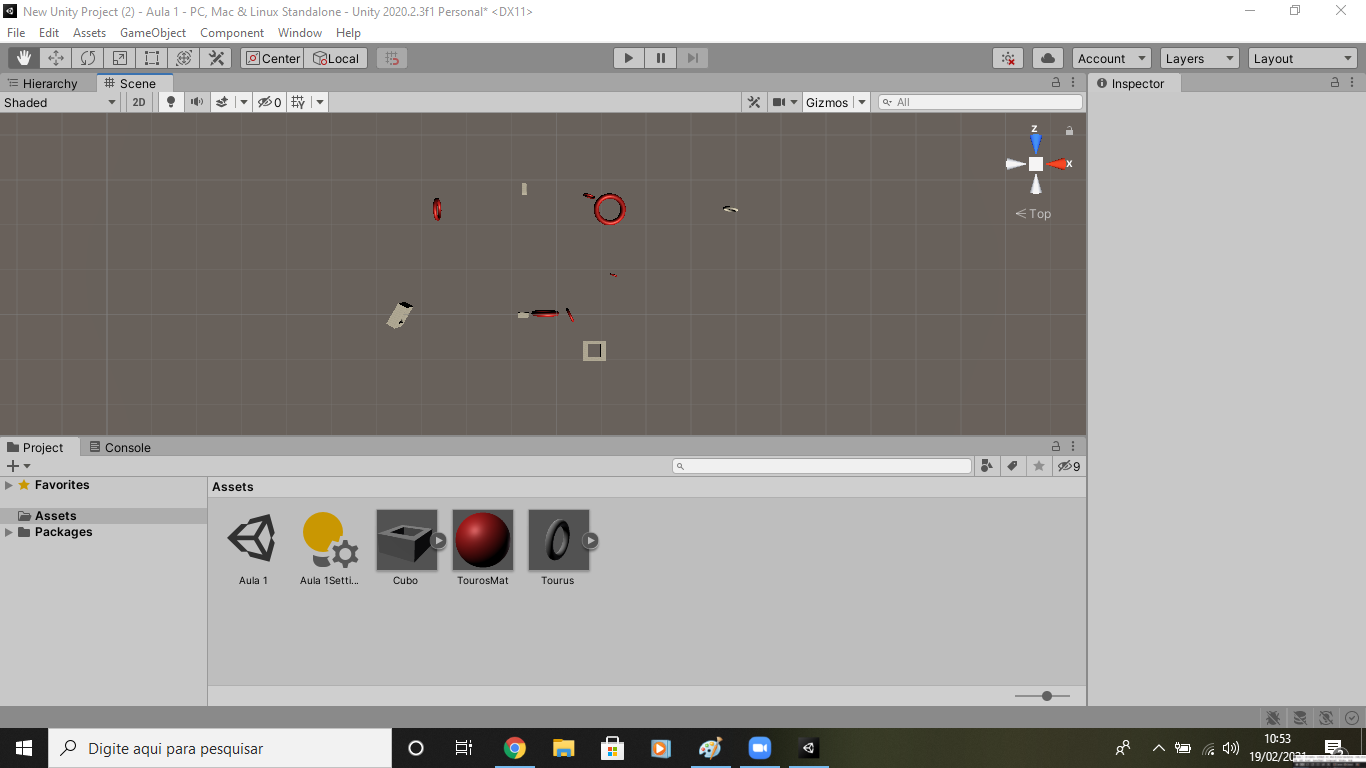 New Unity Project (2) - Aula 1 - PC, Mac & Linux Standalone - Unity 2020.2.3f1 Personal* <DX11>
File Edit Assets GameObject Component Window Help
Center Local Account Layers Layout
Hierarchy Scene Inspector
Shaded 2D 0 Gizmos All
z
x
Top
Project Console
9
Favorites
Assets
Packages
Assets
Aula 1 Aula 1Setti... Cubo TourosMat Tourus
Digite aqui para pesquisar
10:53
19/02/2021
2